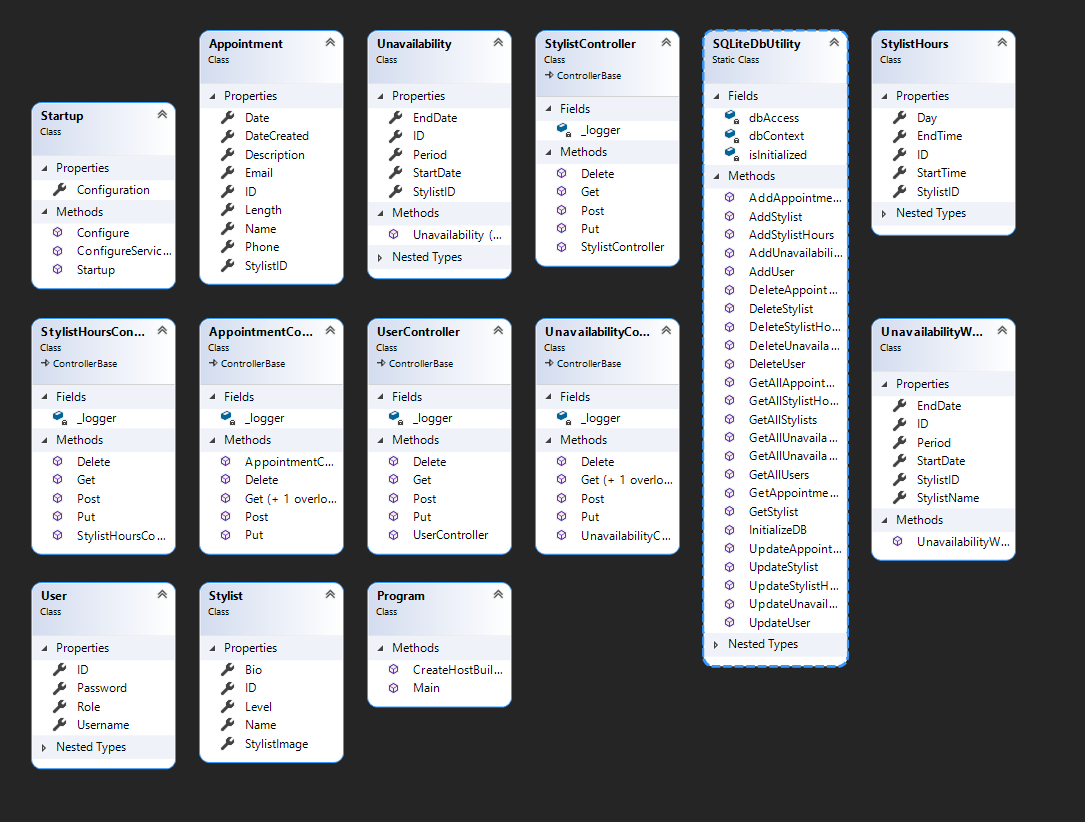 Startup
Class
Properties
Configuration
Methods
Configure
ConfigureServic...
Startup
Appointment
Class
Properties
Date
DateCreated
Description
Email
ID
Length
Name
Phone
StylistID
Unavailability
Class
Properties
EndDate
ID
Period
StartDate
StylistID
Methods
Unavailability (...
Nested Types
StylistController
Class
ControllerBase
Fields
_logger
Methods
Delete
Get
Post
Put
StylistController
SQLiteDbUtility
Static Class
Fields
dbAccess
dbContext
isInitialized
Methods
AddAppointme...
AddStylist
AddStylistHours
AddUnavailabili...
AddUser
DeleteAppoint...
DeleteStylist
DeleteStylistHo...
DeleteUnavaila...
DeleteUser
GetAllAppoint...
GetAllStylistHo...
GetAllStylists
GetAllUnavaila...
GetAllUnavaila...
GetAllUsers
GetAppointme...
GetStylist
InitializeDB
UpdateAppoint...
UpdateStylist
UpdateStylistH...
UpdateUnavail...
UpdateUser
Nested Types
StylistHours
Class
Properties
Day
EndTime
ID
StartTime
StylistID
Nested Types
StylistHoursCon...
Class
ControllerBase
Fields
_logger
Methods
Delete
Get
Post
Put
StylistHoursCo...
AppointmentCo...
Class
ControllerBase
Fields
_logger
Methods
AppointmentC...
Delete
Get (+ 1 overlo...
Post
Put
UserController
Class
ControllerBase
Fields
_logger
Methods
Delete
Get
Post
Put
UserController
UnavailabilityCo...
Class
ControllerBase
Fields
_logger
Methods
Delete
Get (+ 1 overlo...
Post
Put
UnavailabilityC...
UnavailabilityW...
Class
Properties
EndDate
ID
Period
StartDate
StylistID
StylistName
Methods
UnavailabilityW...
User
Class
Properties
ID
Password
Role
Username
Nested Types
Stylist
Class
Properties
Bio
ID
Level
Name
StylistImage
Program
Class
Methods
CreateHostBuil...
Main